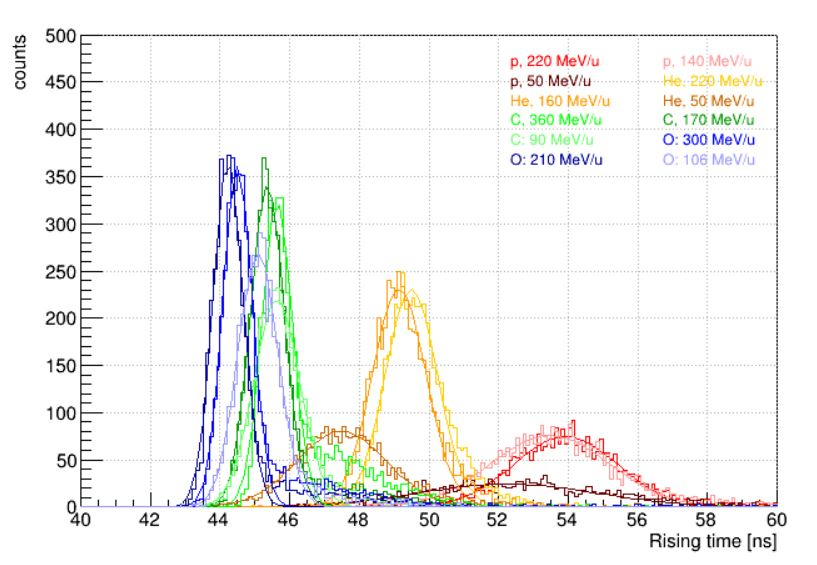 counts
500
450
400
350
300
250
200
150
100
50
0
p, 220 MeV/u p, 140 MeV/u
p, 50 MeV/u He, 220 MeV/u
He, 160 MeV/u He, 50 MeV/u
C, 360 MeV/u C, 170 MeV/u
C: 90 MeV/u O: 300 MeV/u
O: 210 MeV/u O: 106 MeV/u
40 42 44 46 48 50 52 54 56 58 60
Rising time [ns]